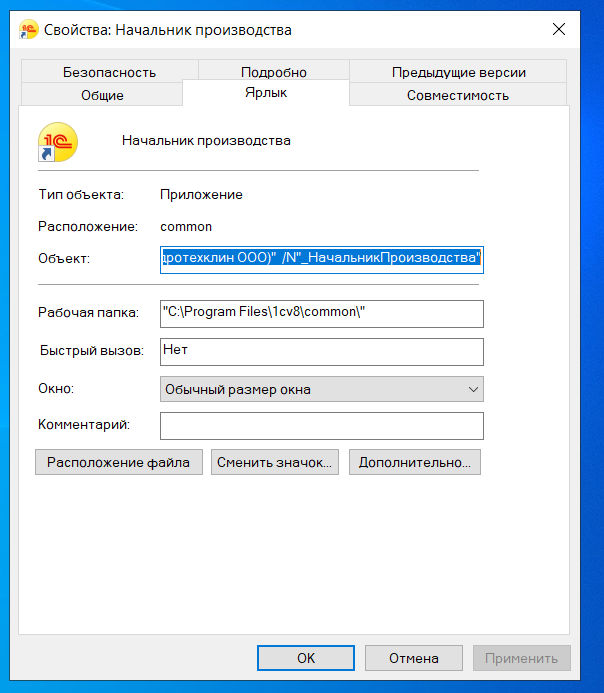 Свойства: Начальник производства
Безопасность Подробно Предыдущие версии
Общие Ярлык Совместимость
1С
Начальник производства
Тип объекта: Приложение
Расположение: common
Объект: дротехклин ООО)" /N"_НачальникПроизводства"
Рабочая папка: "C:\Program Files\1cv8\common\"
Быстрый вызов: Нет
Окно: Обычный размер окна
Комментарий:
Расположение файла Сменить значок... Дополнительно...
OK Отмена Применить